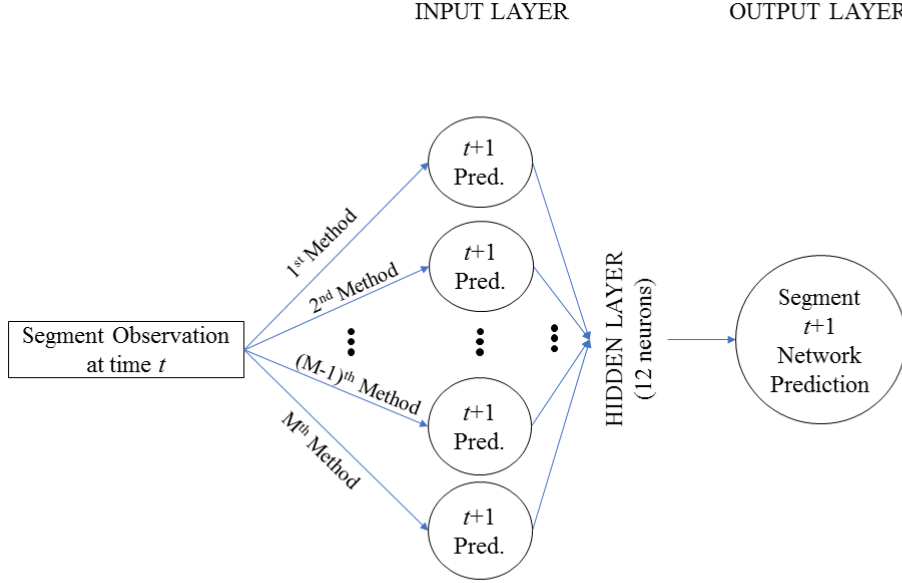 INPUT LAYER
OUTPUT LAYER
t+1
Pred.
1st Method
t+1
Pred.
2nd Method
Segment Observation
at time t
(M-1)th Method
t+1
Pred.
Mth Method
t+1
Pred.
HIDDEN LAYER
(12 neurons)
Segment
t+1
Network
Prediction